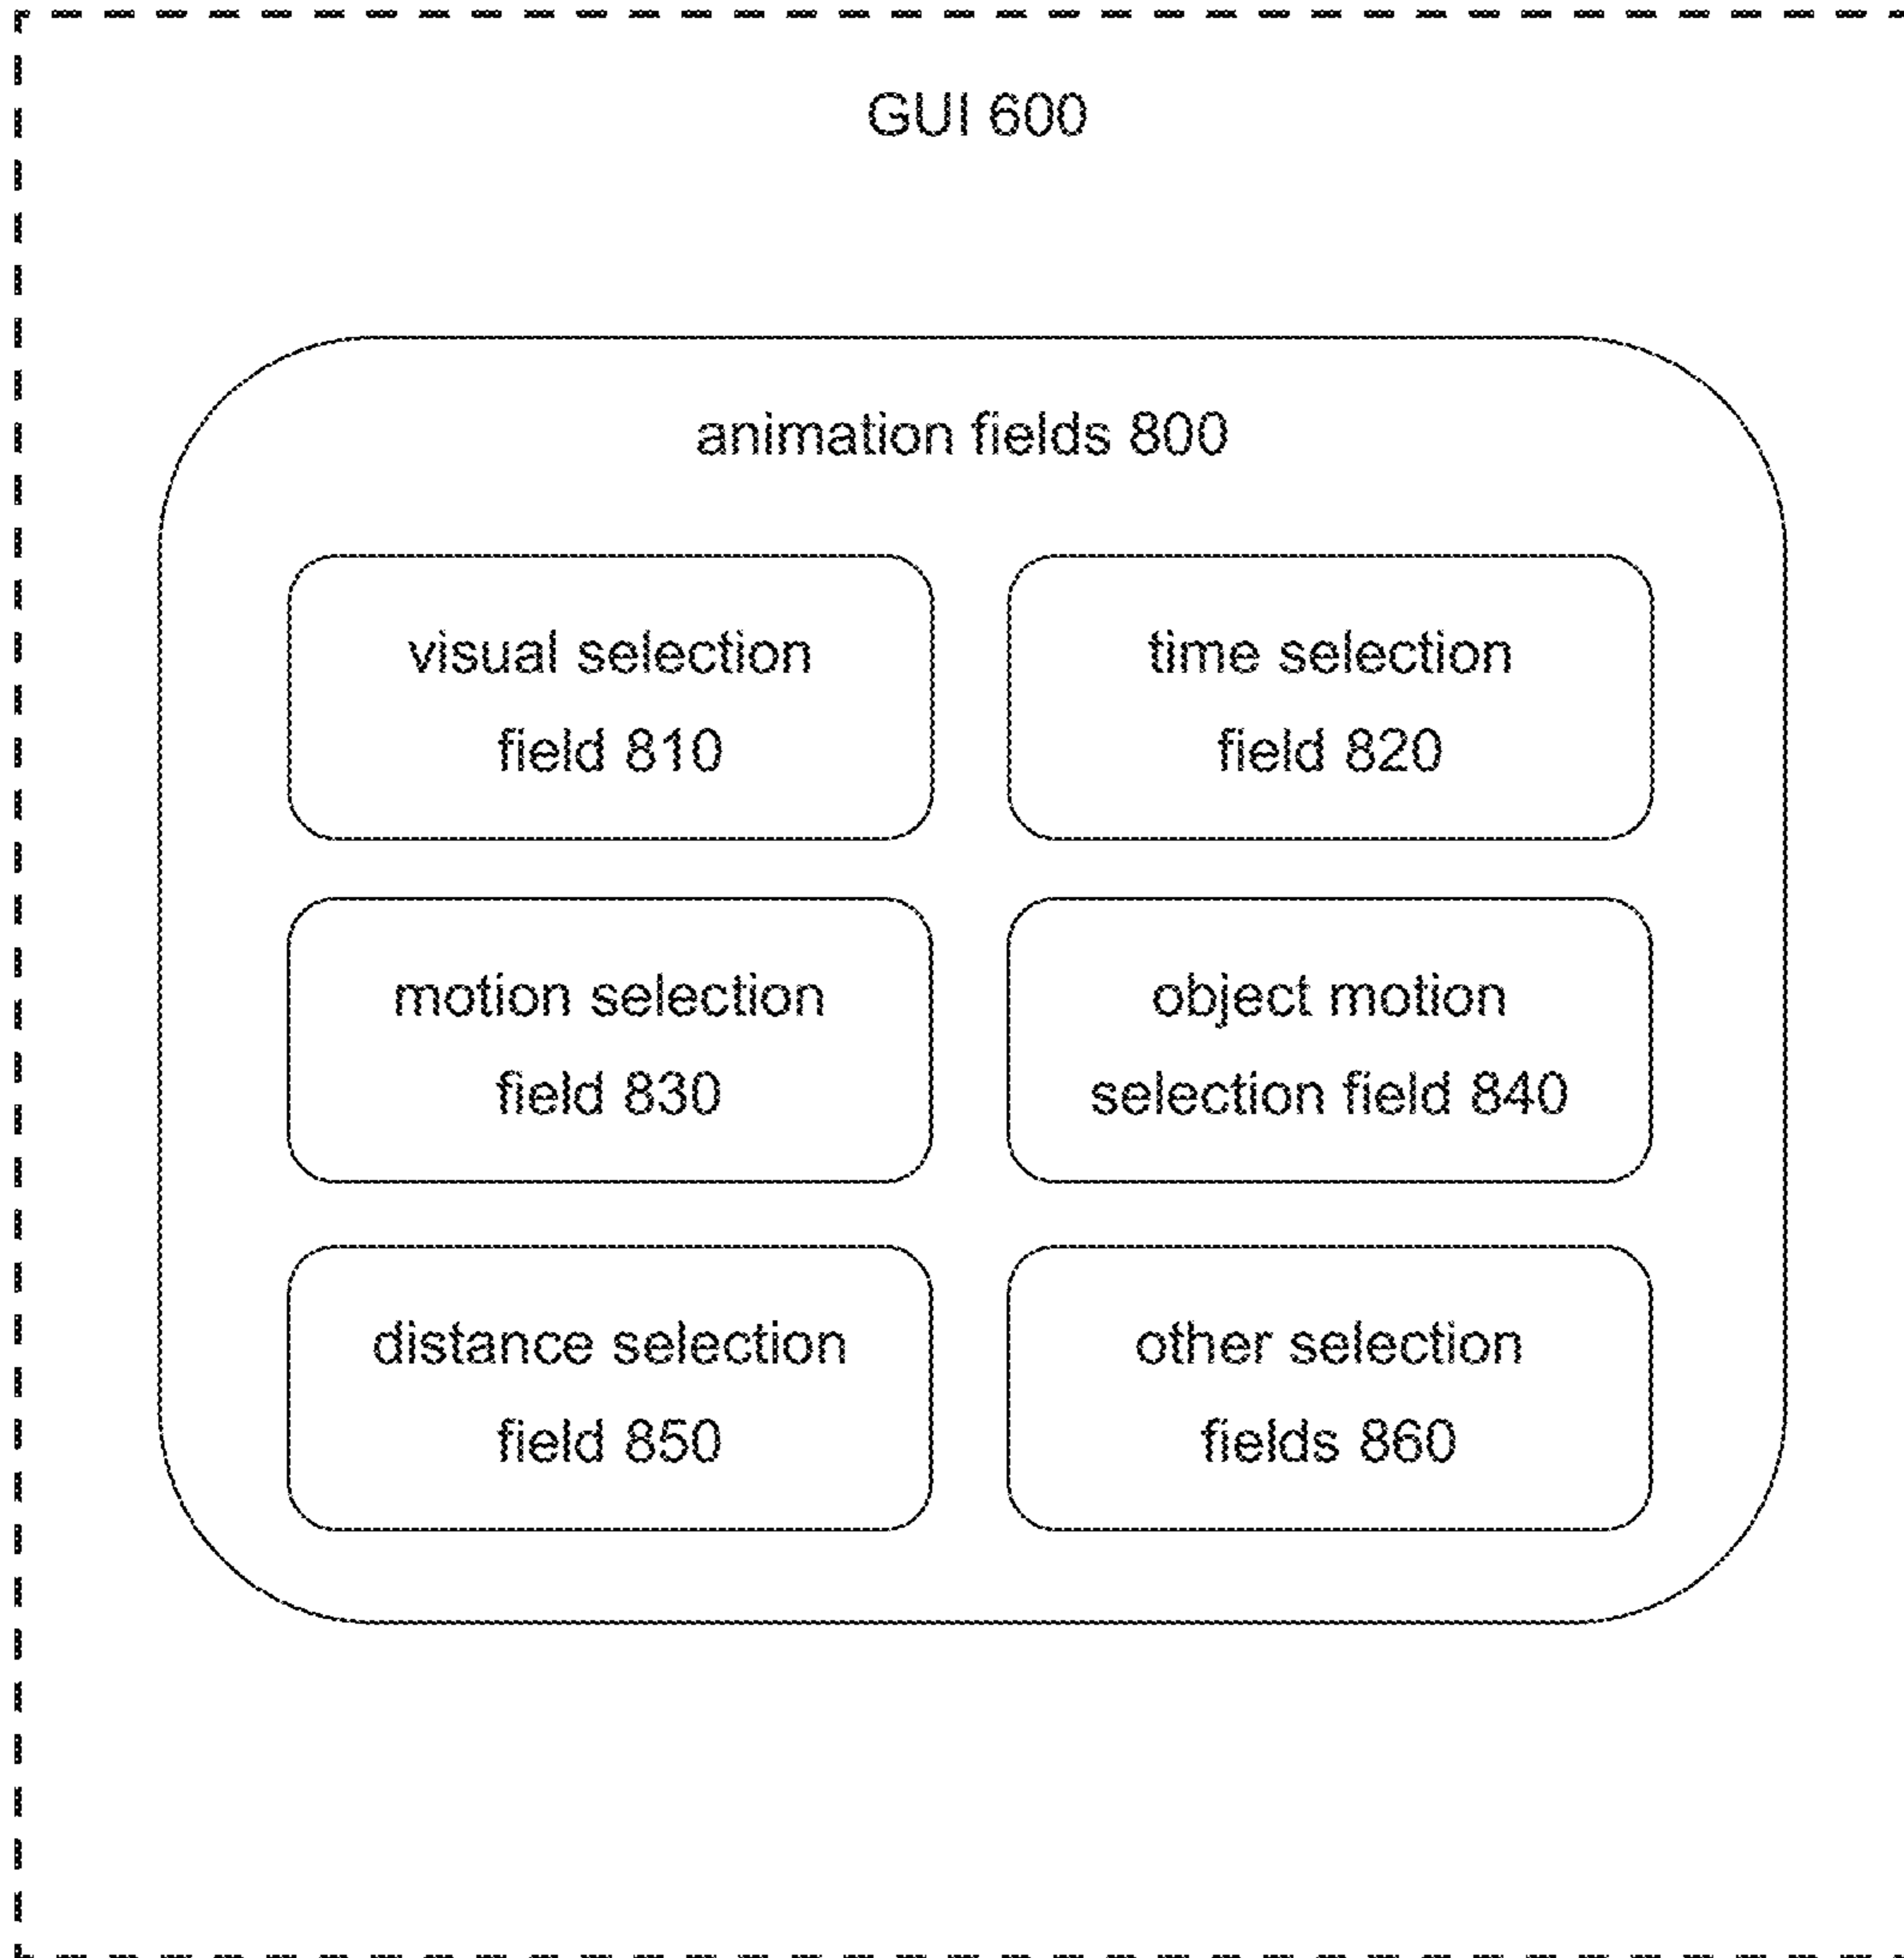 GUI 600
animation fields 800
visual selection
field 810
time selection
field 820
motion selection
field 830
object motion
selection field 840
distance selection
field 850
other selection
fields 860